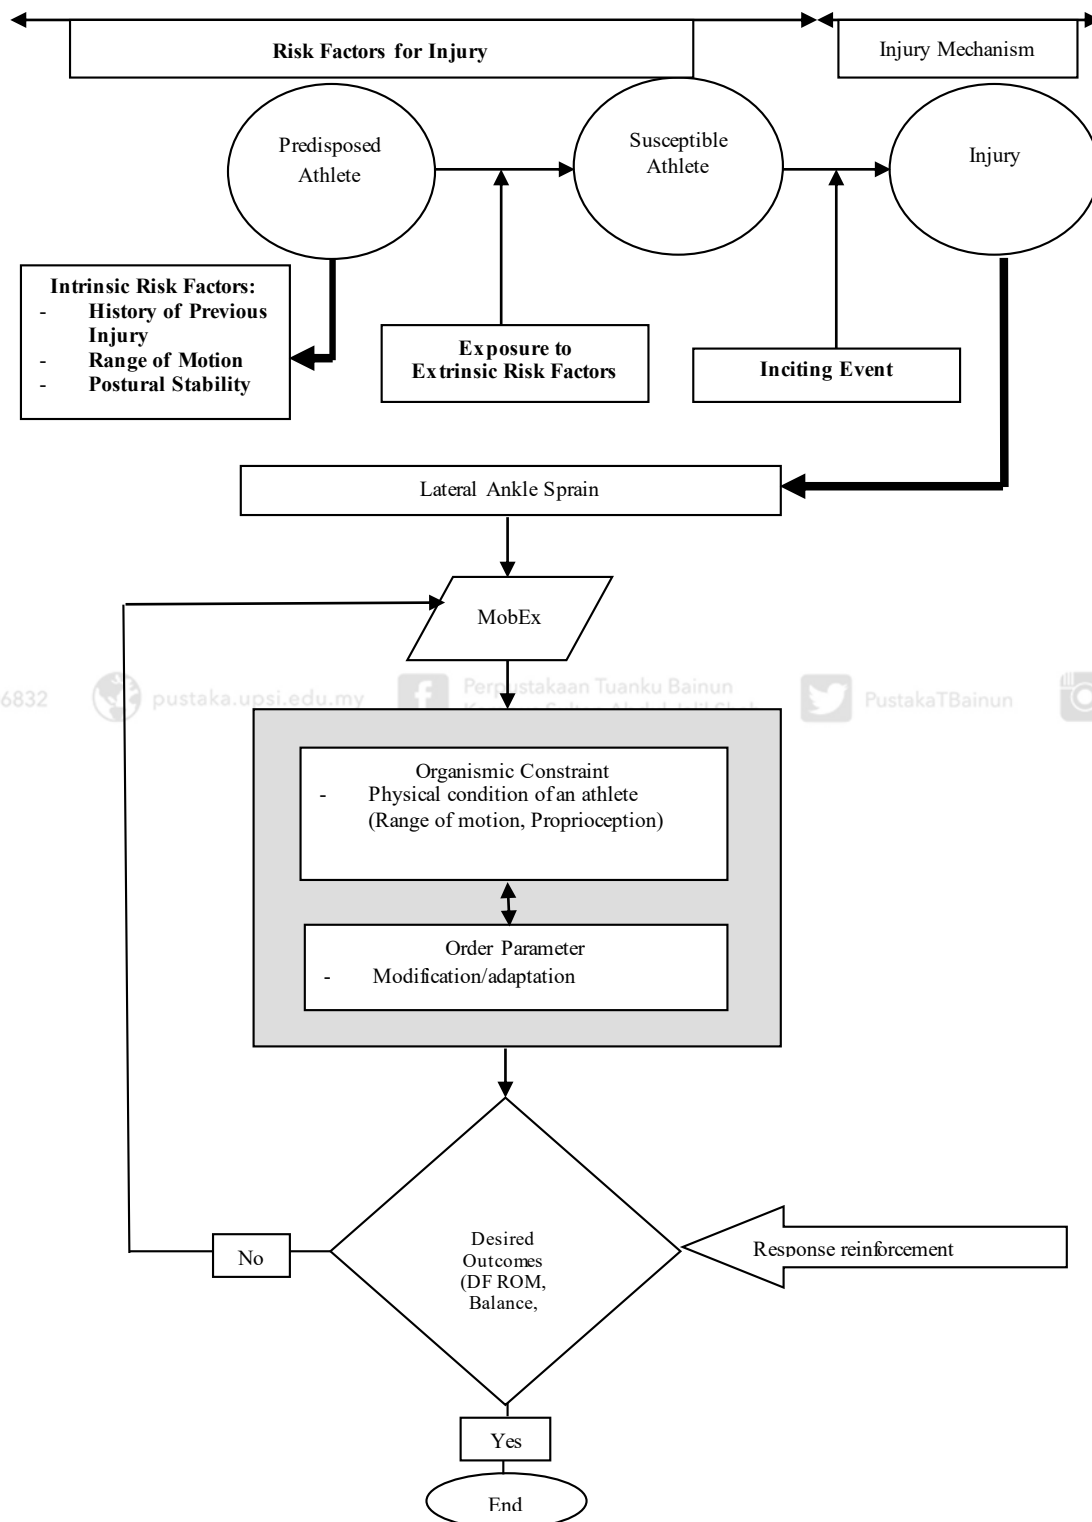 Risk Factors for Injury
Injury Mechanism
Predisposed
Athlete
Susceptible
Athlete
Injury
Intrinsic Risk Factors:
- History of Previous
Injury
- Range of Motion
- Postural Stability
Exposure to
Extrinsic Risk Factors
Inciting Event
Lateral Ankle Sprain
MobEx
6832
pustaka.upsi.edu.my
Perpustakaan Tuanku Bainun
PustakaTBainun
Organismic Constraint
- Physical condition of an athlete
(Range of motion, Proprioception)
Order Parameter
- Modification/adaptation
Desired
Outcomes
(DF ROM,
Balance,
Response reinforcement
No
Yes
End